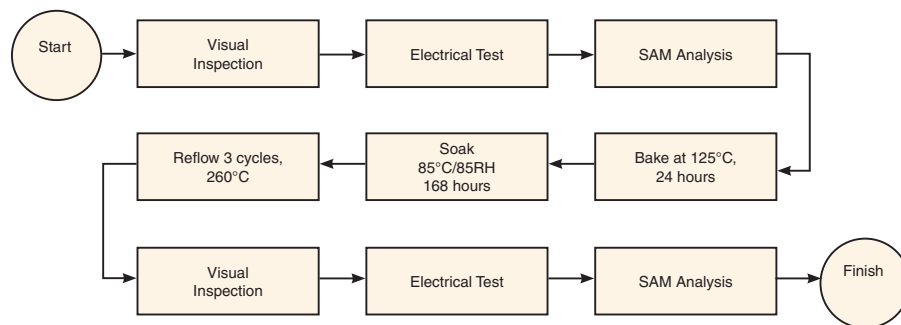 Start
Visual
Inspection
Electrical Test
SAM Analysis
Bake at 125°C,
24 hours
Soak
85°C/85RH
168 hours
Reflow 3 cycles,
260°C
Visual
Inspection
Electrical Test
SAM Analysis
Finish